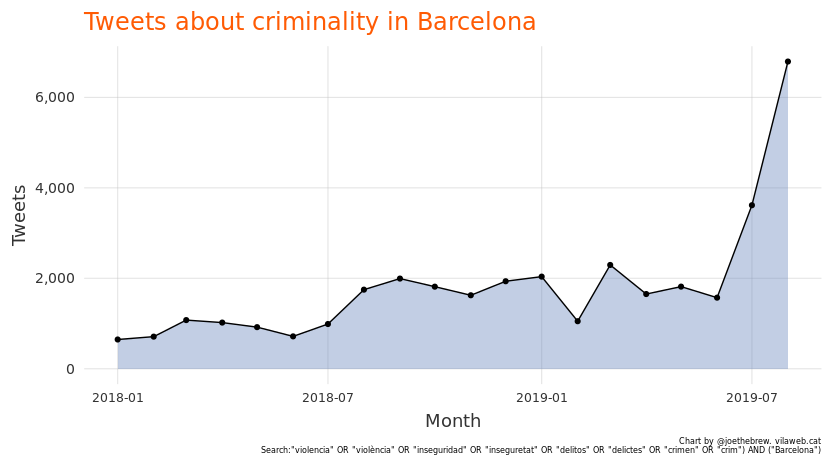 Tweets about criminality in Barcelona
Tweets
6,000
4,000
2,000
0
2018-01
2018-07
2019-01
2019-07
Month
Chart by @joethebrew. vilaweb.cat
Search:"violencia" OR "violència" OR "inseguridad" OR "inseguretat" OR "delitos" OR "delictes" OR "crimen" OR "crim") AND ("Barcelona")